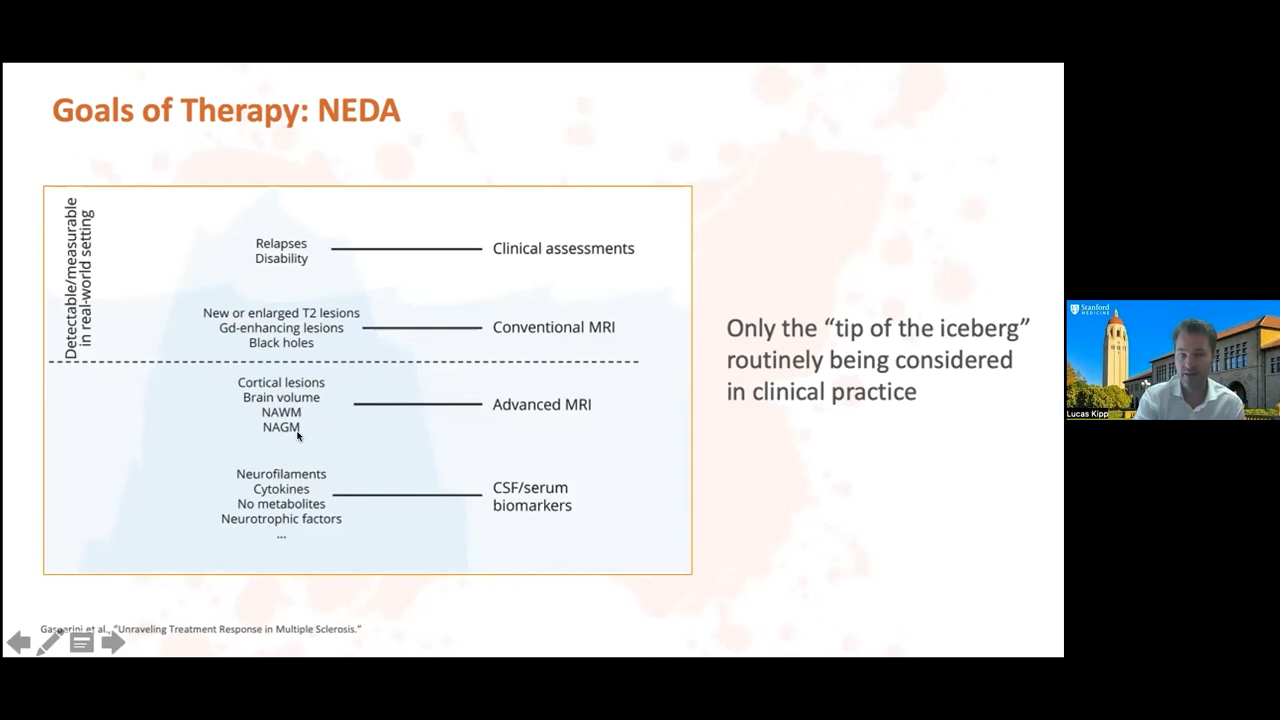 Goals of Therapy: NEDA
Detectable/measurable
in real-world setting
Relapses
Disability
Clinical assessments
New or enlarged T2 lesions
Gd-enhancing lesions
Black holes
Conventional MRI
Cortical lesions
Brain volume
NAWM
NAGM
Advanced MRI
Neurofilaments
Cytokines
No metabolites
Neurotrophic factors
...
CSF/serum
biomarkers
Only the “tip of the iceberg”
routinely being considered
in clinical practice
Gasperini et al., “Unraveling Treatment Response in Multiple Sclerosis.”
Stanford
MEDICINE
Lucas Kipp